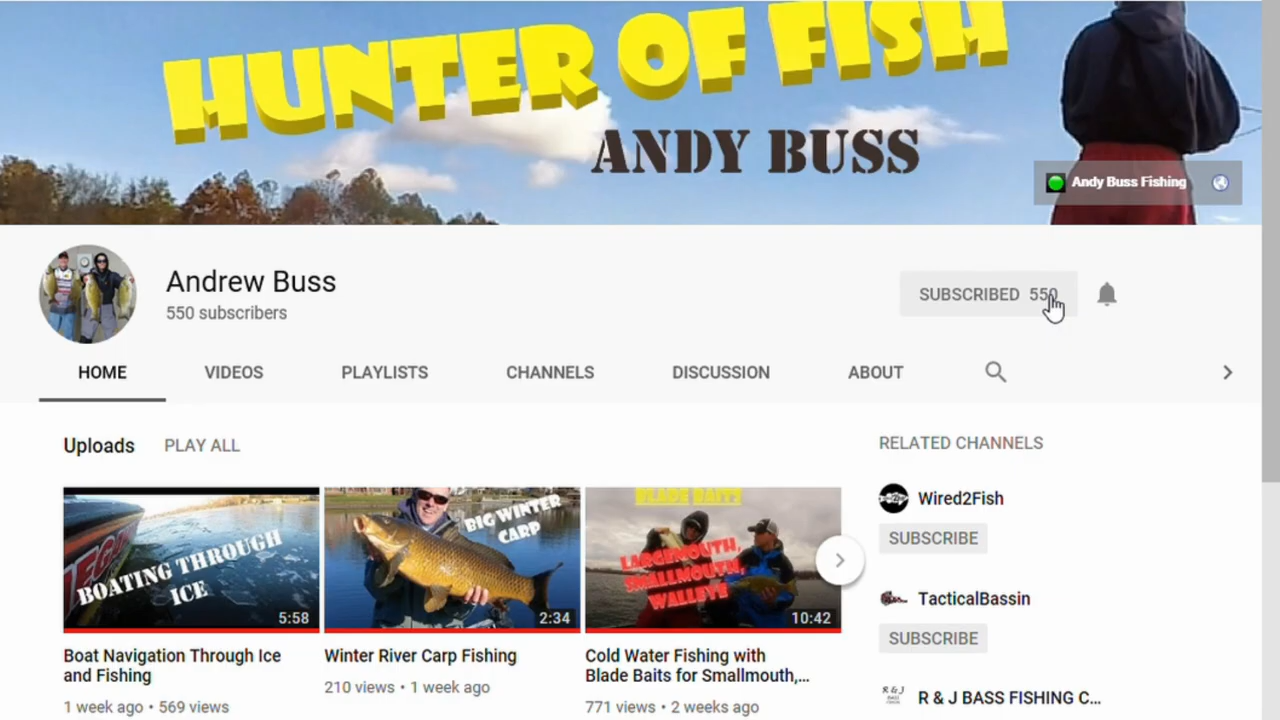 HUNTER OF FISH
ANDY BUSS
Andy Buss Fishing
Andrew Buss
550 subscribers
SUBSCRIBED 550
HOME VIDEOS PLAYLISTS CHANNELS DISCUSSION ABOUT
Uploads PLAY ALL
RELATED CHANNELS
Wired2Fish
SUBSCRIBE
TacticalBassin
SUBSCRIBE
R & J BASS FISHING C...
BOATING THROUGH
ICE
5:58
BIG WINTER
CARP
2:34
BLADE BAITS
LARGEMOUTH,
SMALLMOUTH,
WALLEYE
10:42
Boat Navigation Through Ice
and Fishing
1 week ago • 569 views
Winter River Carp Fishing
210 views • 1 week ago
Cold Water Fishing with
Blade Baits for Smallmouth,...
771 views • 2 weeks ago